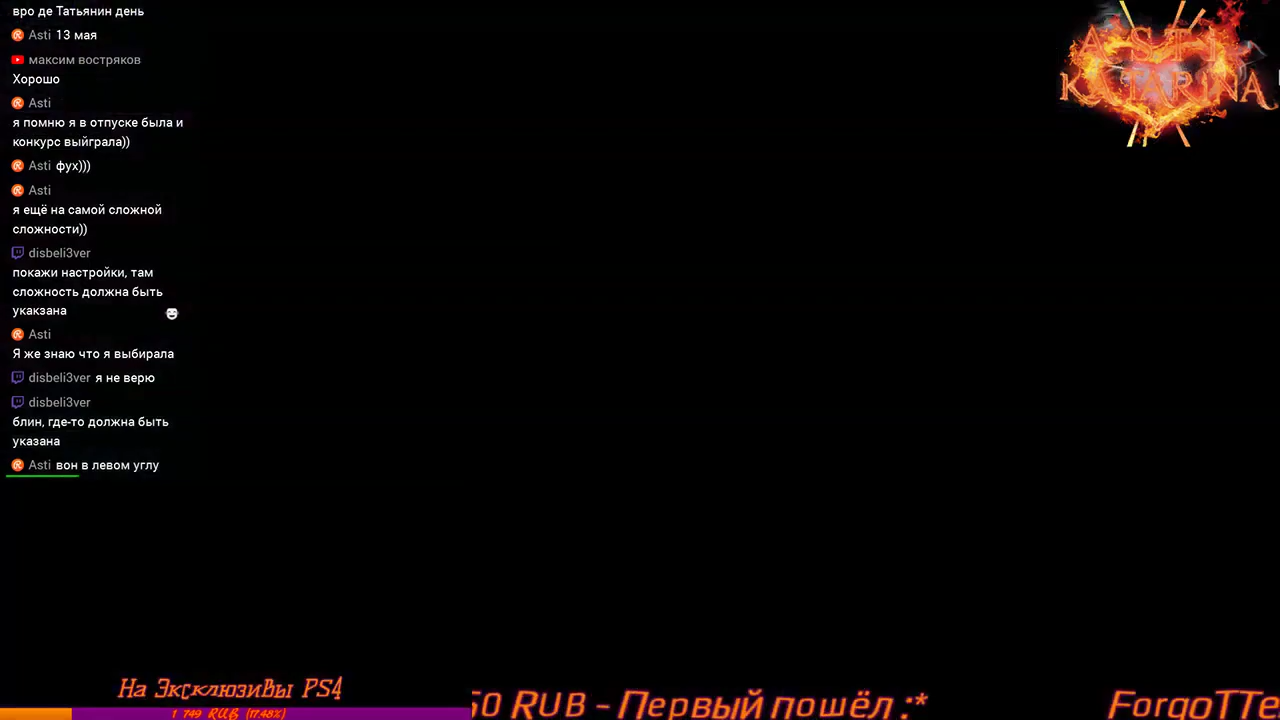 вро де Татьянин день
Asti 13 мая
максим востряков
Хорошо
Asti
я помню я в отпуске была и
конкурс выйграла))
Asti фух)))
Asti
я ещё на самой сложной
сложности))
disbeli3ver
покажи настройки, там
сложность должна быть
укакзана
Asti
Я же знаю что я выбирала
disbeli3ver я не верю
disbeli3ver
блин, где-то должна быть
указана
Asti вон в левом углу
ASTI
KATARINA
На Эксклюзивы PS4
1 749 RUB (17.48%)
50 RUB - Первый пошёл :*
ForgoTTe